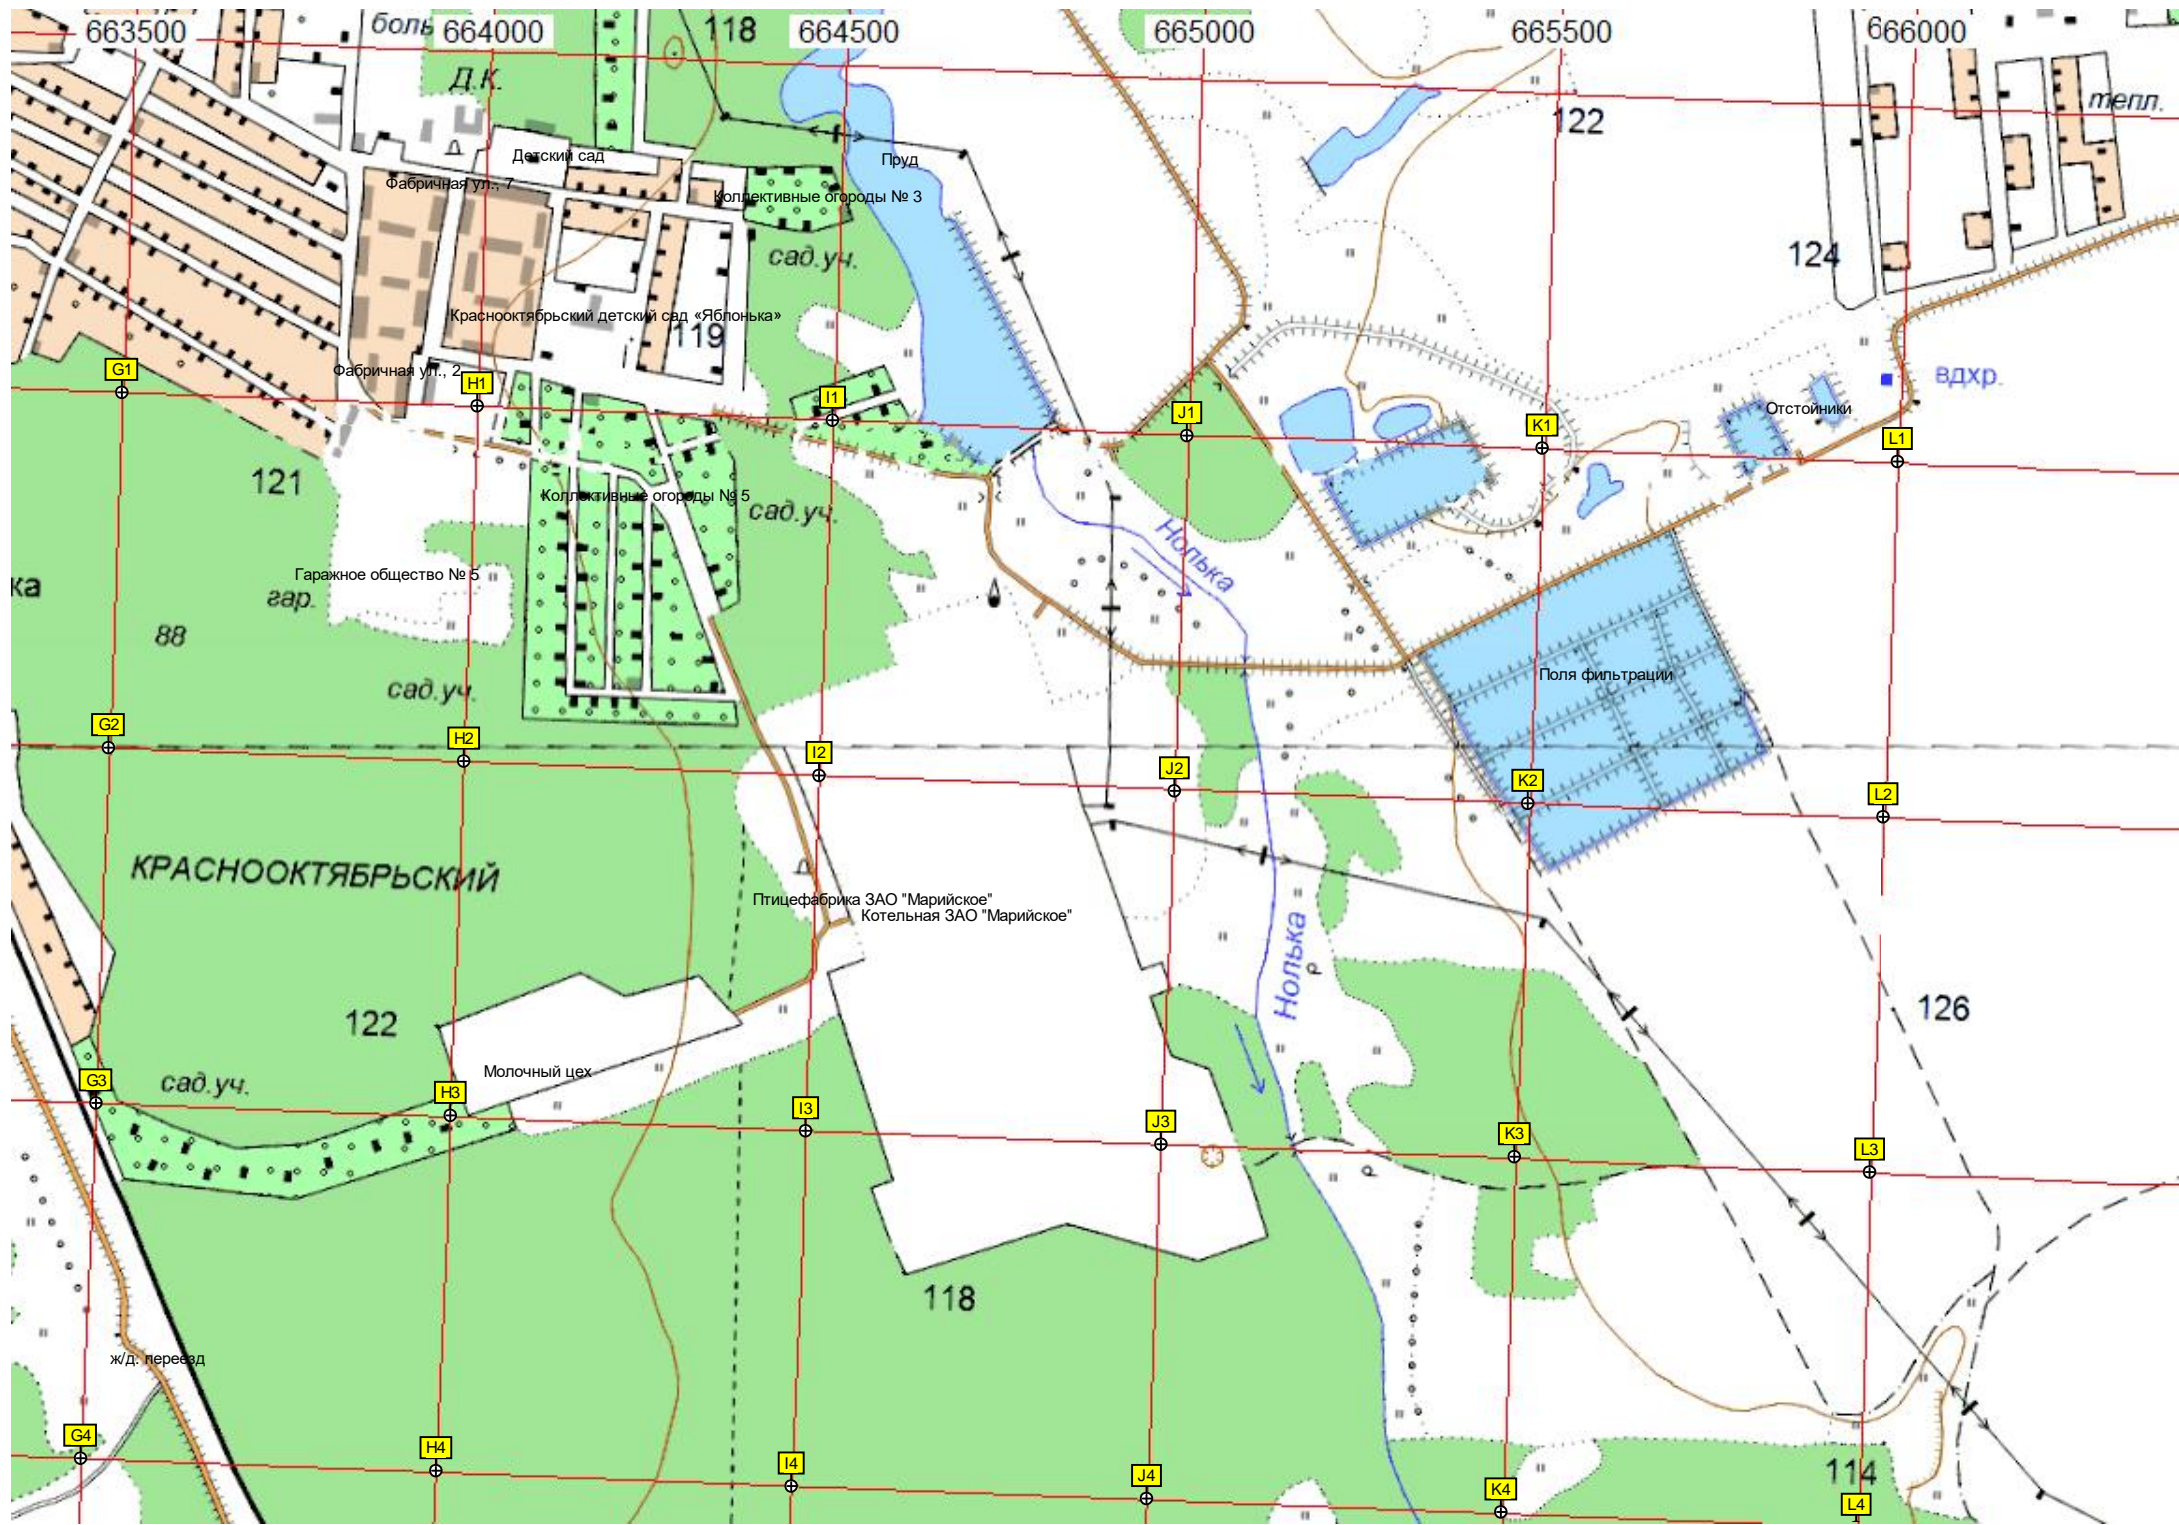 663500 664000 664500 665000 665500 666000
боль
118
Д.К.
122
тепл.
Детский сад
Пруд
Фабричная ул., 7
Коллективные огороды № 3
сад.уч.
124
Краснооктябрьский детский сад «Яблонька»
119
Фабричная ул., 2
вдхр.
Отстойники
G1
H1
I1
J1
K1
L1
121
Коллективные огороды № 5
сад.уч.
Нолька
Гаражное общество № 5
гар.
ка
88
сад.уч.
Поля фильтрации
G2
H2
I2
J2
K2
L2
КРАСНООКТЯБРЬСКИЙ
Птицефабрика ЗАО "Марийское"
Котельная ЗАО "Марийское"
Нолька
126
122
Молочный цех
сад.уч.
G3
H3
I3
J3
K3
L3
118
ж/д. переезд
G4
H4
I4
J4
K4
L4
114